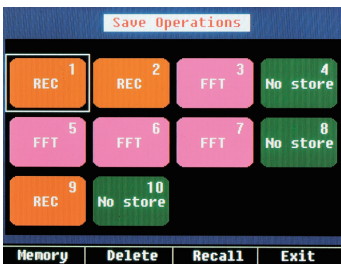 Save Operations
1
REC
2
REC
3
FFT
4
No store
5
FFT
6
FFT
7
FFT
8
No store
9
REC
10
No store
Memory Delete Recall Exit